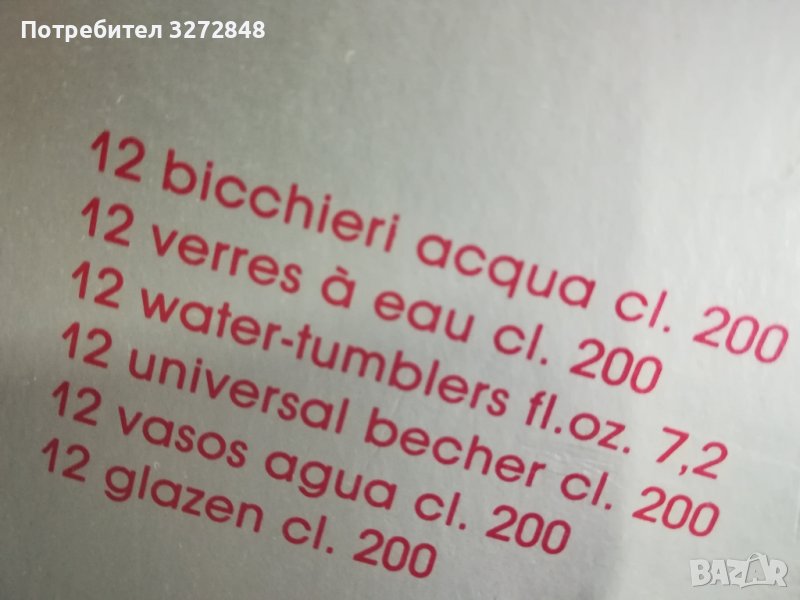 Потребител 3272848
12 bicchieri acqua cl. 200
12 verres à eau cl. 200
12 water-tumblers fl.oz. 7,2
12 universal becher cl. 200
12 vasos agua cl. 200
12 glazen cl. 200
BAZAR